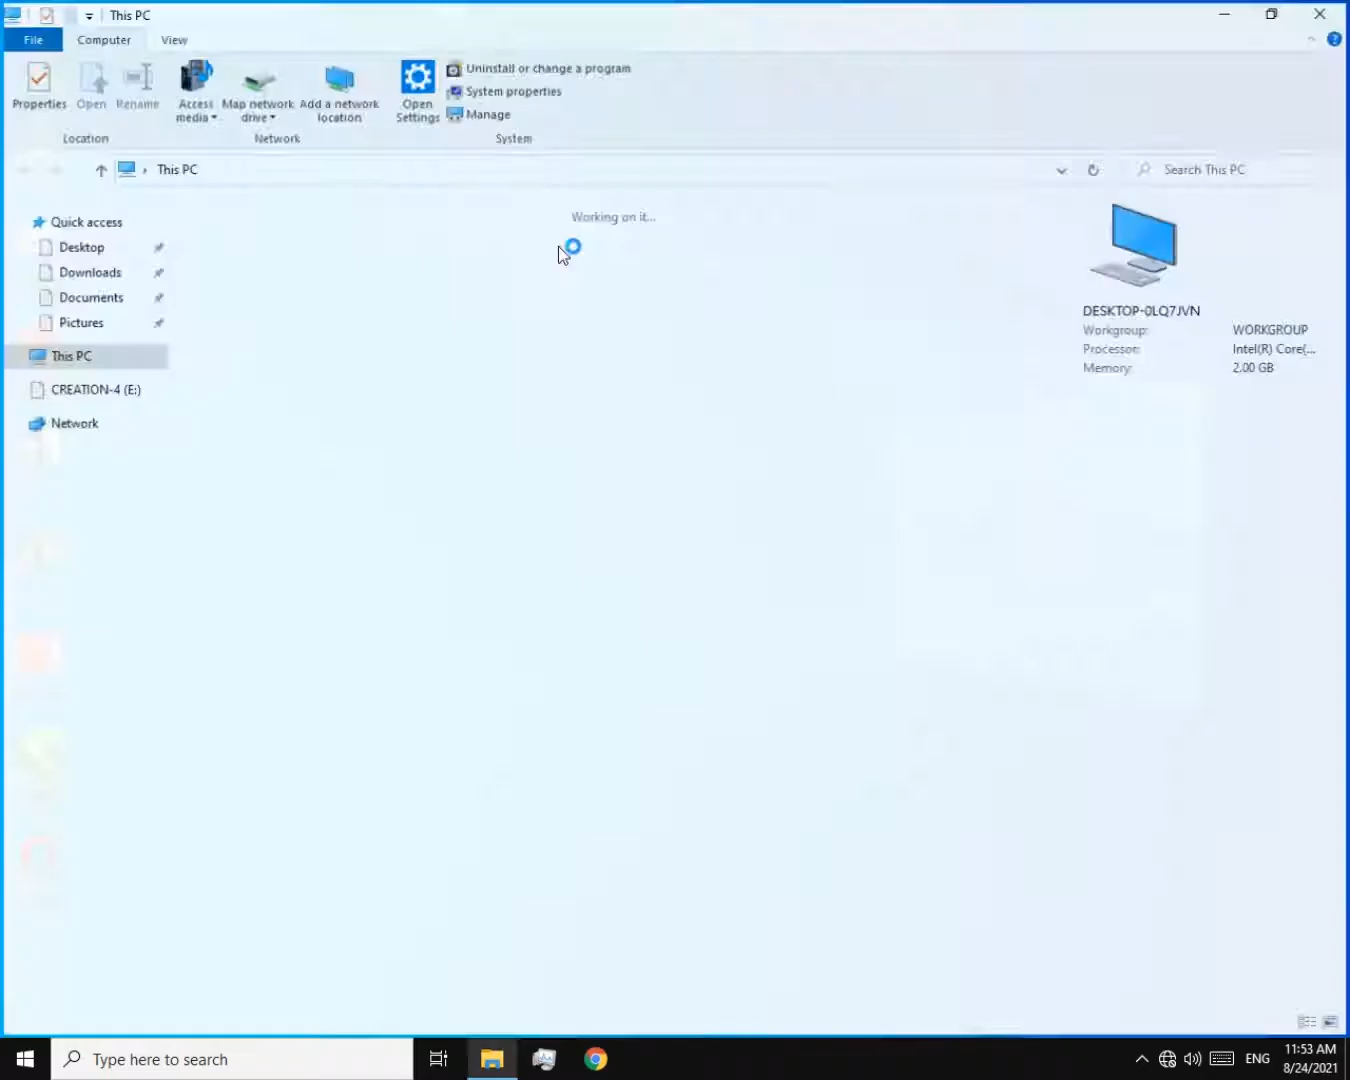 This PC
File Computer View
Properties Open Rename Access media Map network drive Add a network location Open Settings
Uninstall or change a program
System properties
Manage
Location Network System
This PC
Search This PC
Quick access
Desktop
Downloads
Documents
Pictures
This PC
CREATION-4 (E:)
Network
Working on it...
DESKTOP-0LQ7JVN
Workgroup: WORKGROUP
Processor: Intel(R) Core(...
Memory: 2.00 GB
Type here to search
ENG
11:53 AM
8/24/2021